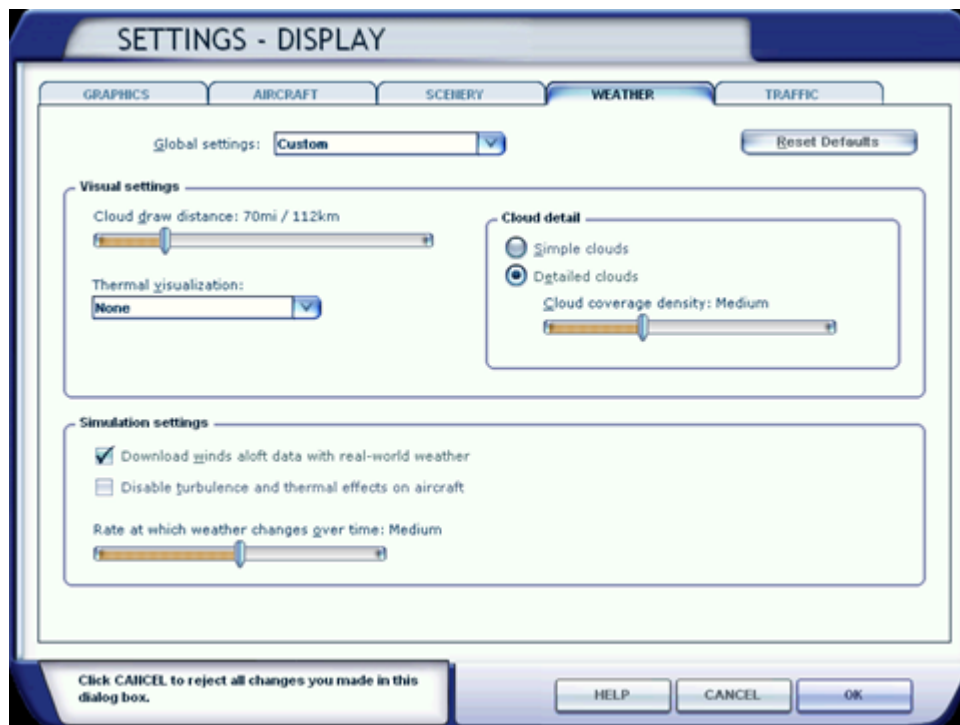 SETTINGS - DISPLAY
GRAPHICS
AIRCRAFT
SCENERY
WEATHER
TRAFFIC
Global settings: Custom
Reset Defaults
Visual settings
Cloud draw distance: 70mi / 112km
Thermal visualization:
None
Cloud detail
Simple clouds
Detailed clouds
Cloud coverage density: Medium
Simulation settings
Download winds aloft data with real-world weather
Disable turbulence and thermal effects on aircraft
Rate at which weather changes over time: Medium
Click CANCEL to reject all changes you made in this
dialog box.
HELP
CANCEL
OK